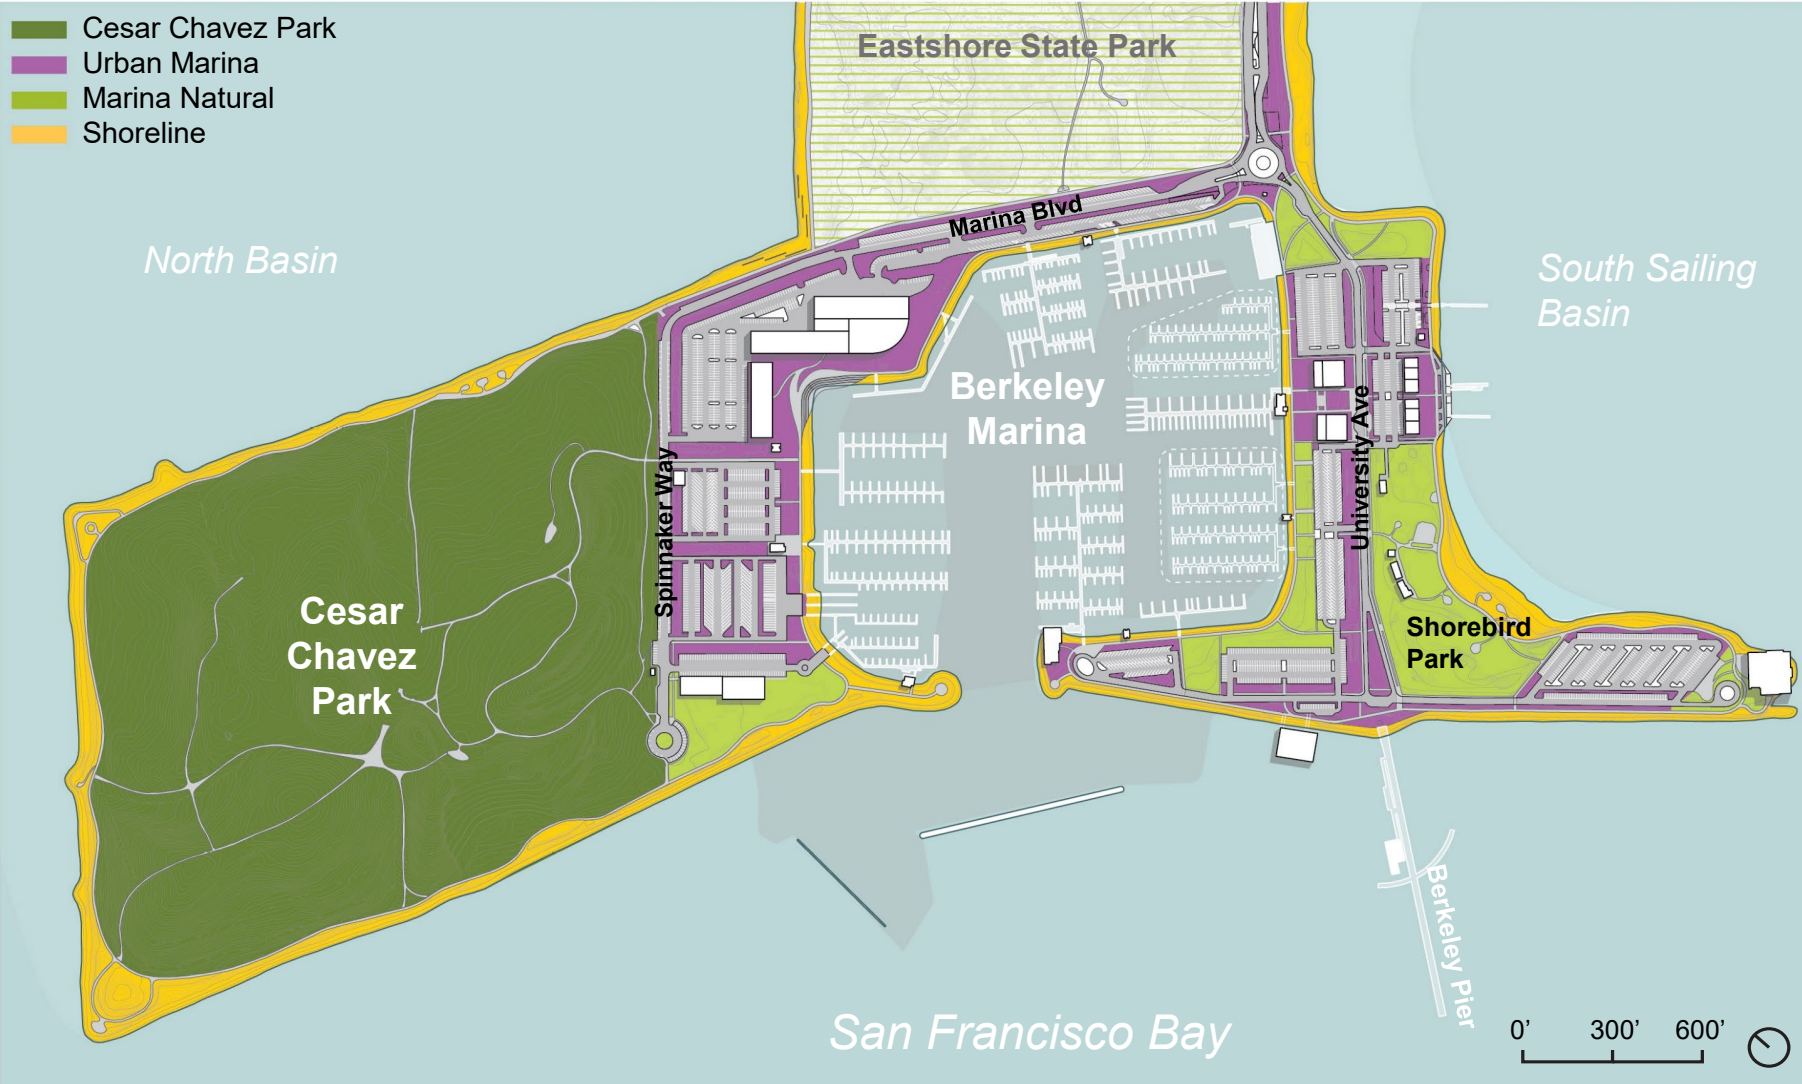 Cesar Chavez Park
Urban Marina
Marina Natural
Shoreline
Eastshore State Park
Marina Blvd
North Basin
South Sailing
Basin
Berkeley
Marina
University Ave
Spinnaker Way
Cesar
Chavez
Park
Shorebird
Park
Berkeley Pier
San Francisco Bay
0’ 300’ 600’